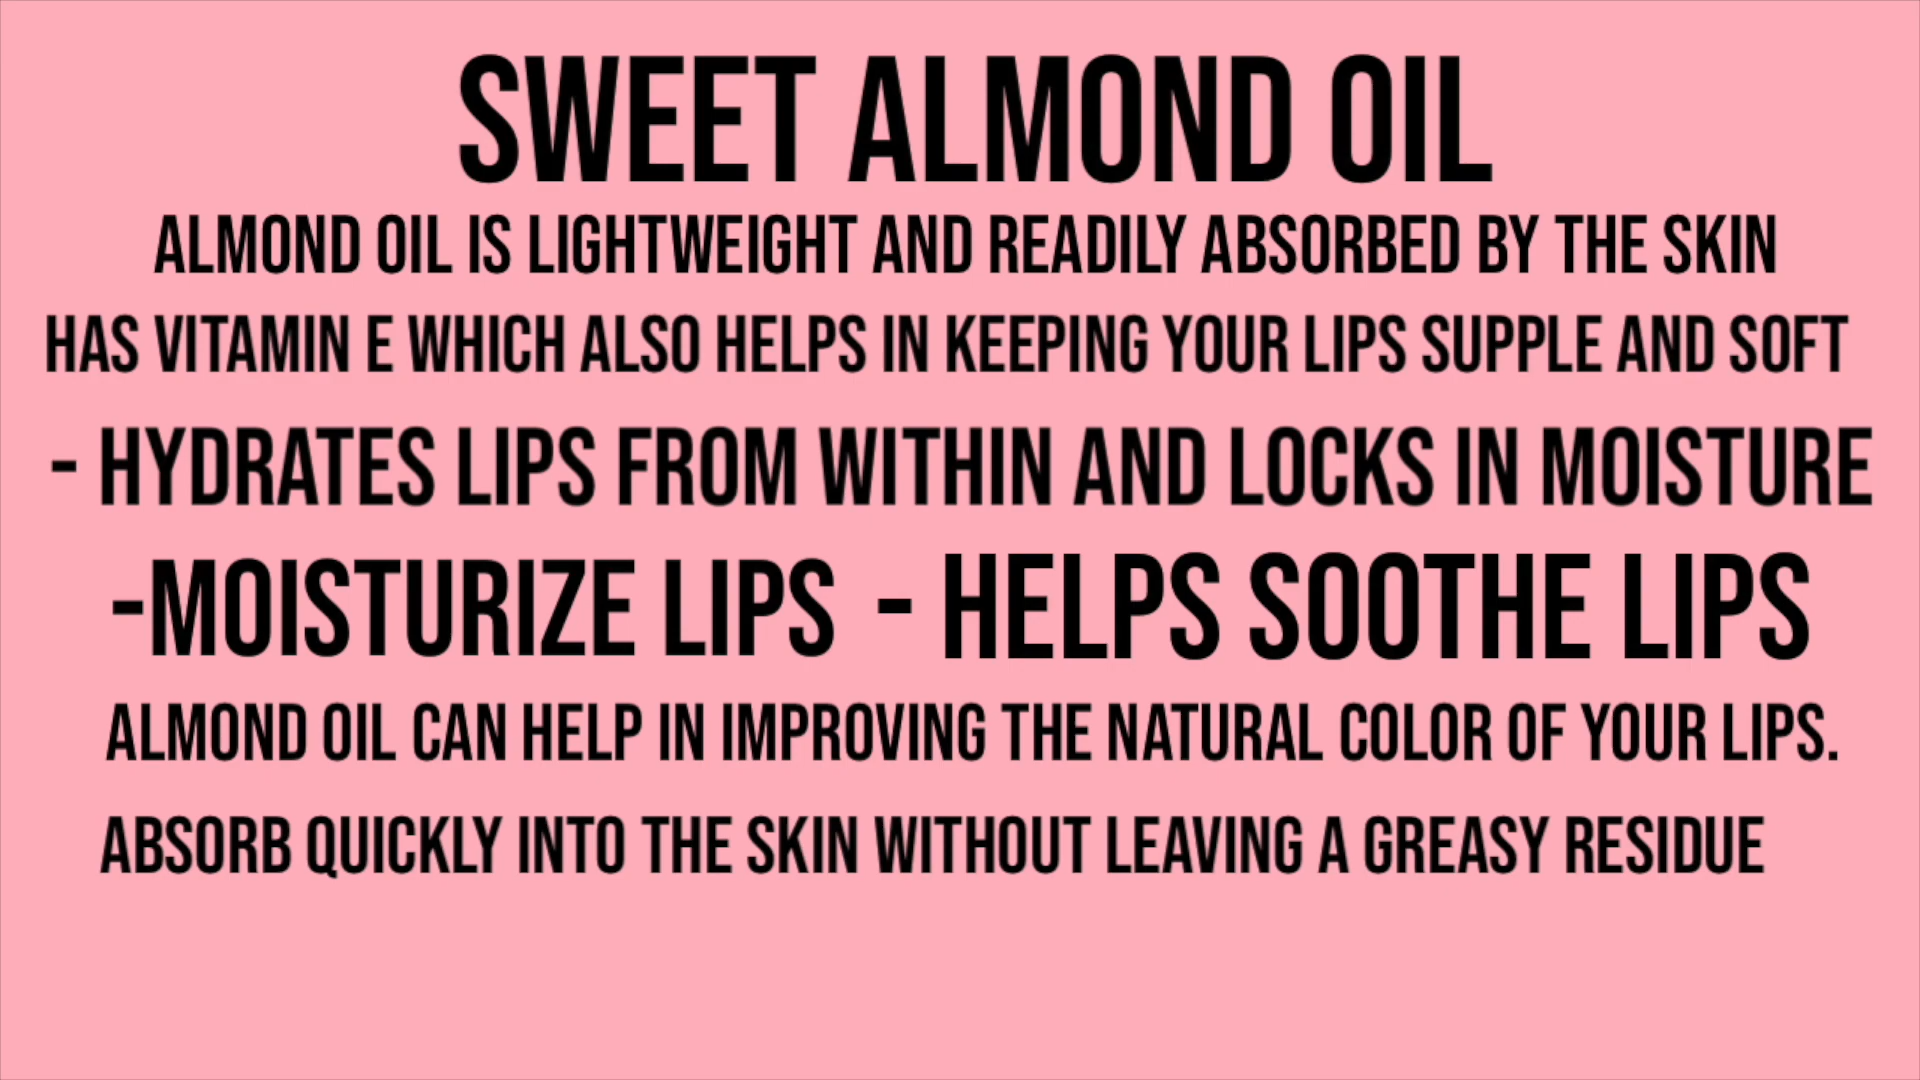 SWEET ALMOND OIL
ALMOND OIL IS LIGHTWEIGHT AND READILY ABSORBED BY THE SKIN
HAS VITAMIN E WHICH ALSO HELPS IN KEEPING YOUR LIPS SUPPLE AND SOFT
- HYDRATES LIPS FROM WITHIN AND LOCKS IN MOISTURE
-MOISTURIZE LIPS - HELPS SOOTHE LIPS
ALMOND OIL CAN HELP IN IMPROVING THE NATURAL COLOR OF YOUR LIPS.
ABSORB QUICKLY INTO THE SKIN WITHOUT LEAVING A GREASY RESIDUE